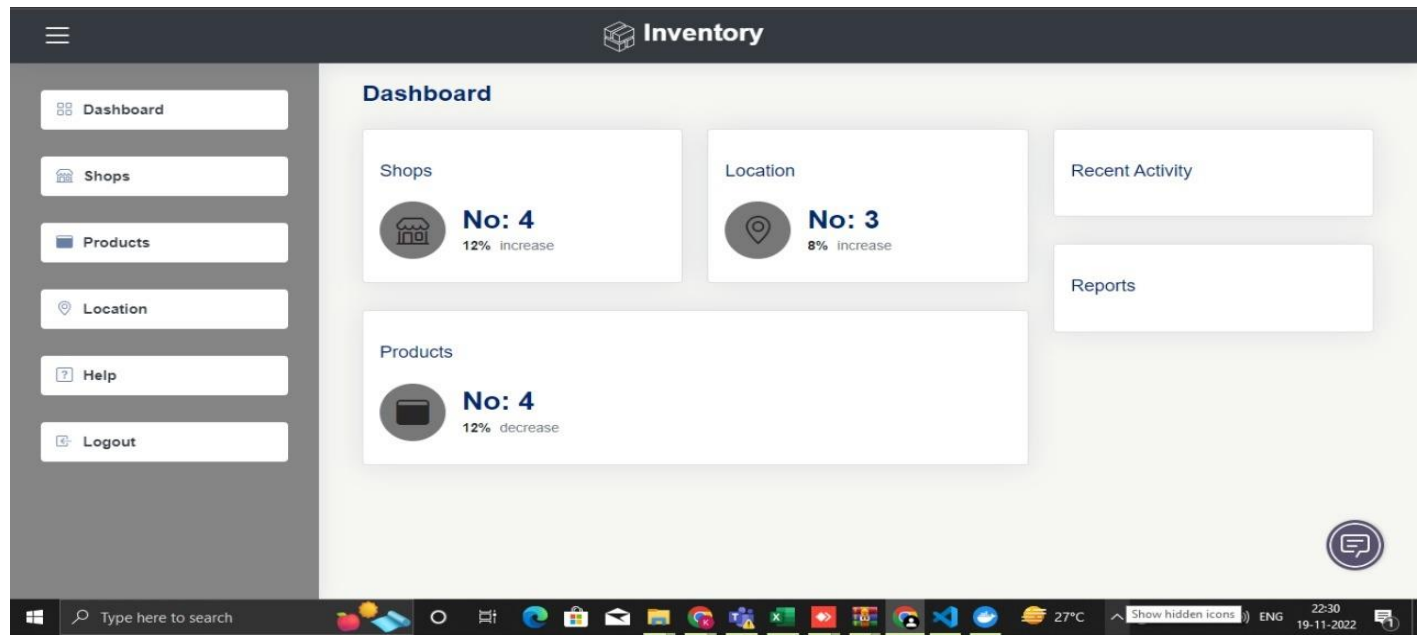 Inventory
Dashboard
Shops
Products
Location
Help
Logout
Dashboard
Shops
No: 4
12% increase
Location
No: 3
8% increase
Recent Activity
Reports
Products
No: 4
12% decrease
Type here to search
27°C
Show hidden icons
ENG
22:30
19-11-2022
1